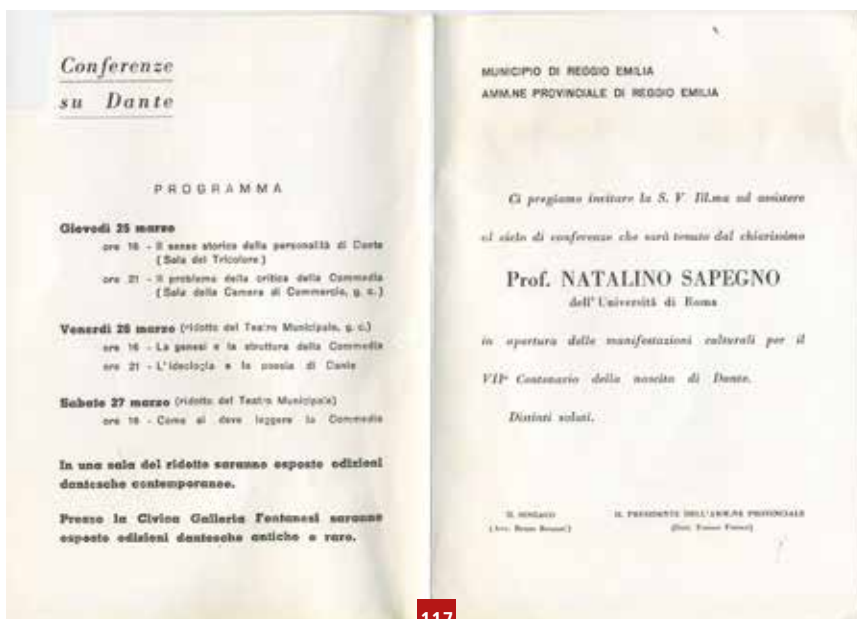 Conferenze
su Dante
PROGRAMMA
Giovedì 25 marzo
ore 16 - Il senso storico della personalità di Dante
(Sala del Tricolore)
ore 21 - Il problema della critica della Commedia
(Sala della Camera di Commercio, g. c.)
Venerdì 26 marzo (ridotto del Teatro Municipale, g. c.)
ore 16 - La genesi e la struttura della Commedia
ore 21 - L'ideologia e la poesia di Dante
Sabato 27 marzo (ridotto del Teatro Municipale)
ore 16 - Come si deve leggere la Commedia
In una sala del ridotto saranno esposte edizioni
dantesche contemporanee.
Presso la Civica Galleria Fontanesi saranno
esposte edizioni dantesche antiche e rare.
MUNICIPIO DI REGGIO EMILIA
AMM.NE PROVINCIALE DI REGGIO EMILIA
Ci pregiamo invitare la S. V. Ill.ma ad assistere
al ciclo di conferenze che sarà tenuto dal chiarissimo
Prof. NATALINO SAPEGNO
dell'Università di Roma
in apertura delle manifestazioni culturali per il
VII° Centenario della nascita di Dante.
Distinti saluti.
IL SINDACO
(Avv. Renzo Bonazzi)
IL PRESIDENTE DELL'AMM.NE PROVINCIALE
(Dott. Franco Ferrari)
117